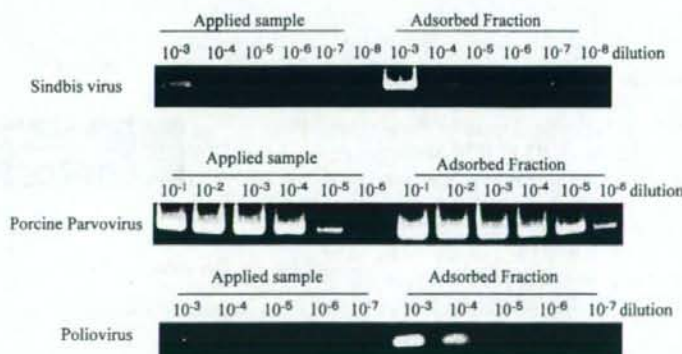 Applied sample Adsorbed Fraction
10-3 10-4 10-5 10-6 10-7 10-8 10-3 10-4 10-5 10-6 10-7 10-8 dilution
Sindbis virus
Applied sample Adsorbed Fraction
10-1 10-2 10-3 10-4 10-5 10-6 10-1 10-2 10-3 10-4 10-5 10-6 dilution
Porcine Parvovirus
Applied sample Adsorbed Fraction
10-3 10-4 10-5 10-6 10-7 10-3 10-4 10-5 10-6 10-7 dilution
Poliovirus